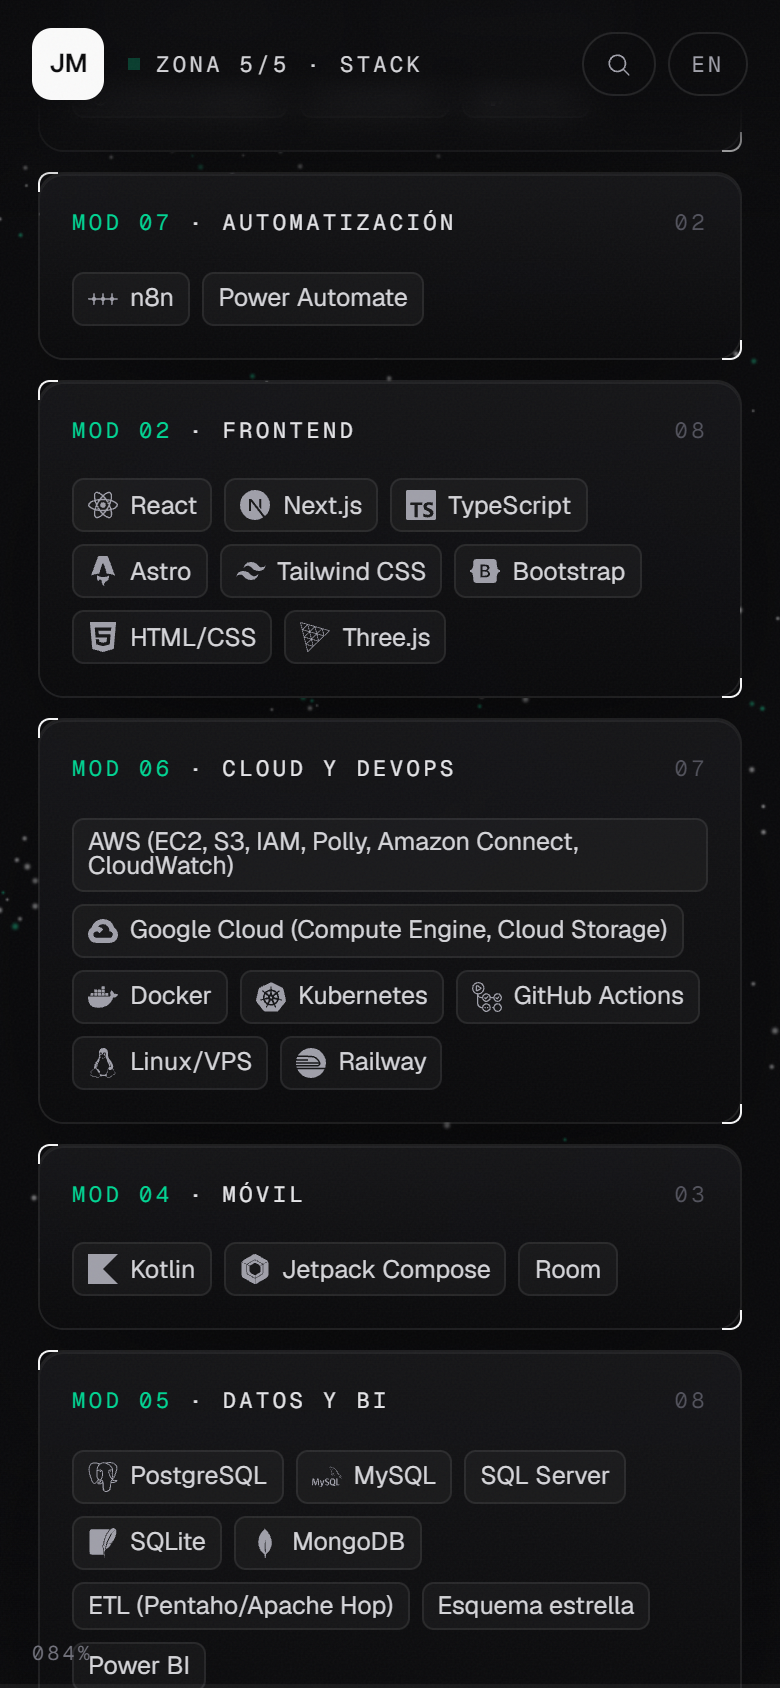 JM ZONA 5/5 · STACK EN
MOD 07 · AUTOMATIZACIÓN 02
n8n Power Automate
MOD 02 · FRONTEND 08
React Next.js TypeScript
Astro Tailwind CSS Bootstrap
HTML/CSS Three.js
MOD 06 · CLOUD Y DEVOPS 07
AWS (EC2, S3, IAM, Polly, Amazon Connect,
CloudWatch)
Google Cloud (Compute Engine, Cloud Storage)
Docker Kubernetes GitHub Actions
Linux/VPS Railway
MOD 04 · MÓVIL 03
Kotlin Jetpack Compose Room
MOD 05 · DATOS Y BI 08
PostgreSQL MySQL MySQL SQL Server
SQLite MongoDB
ETL (Pentaho/Apache Hop) Esquema estrella
084% Power BI